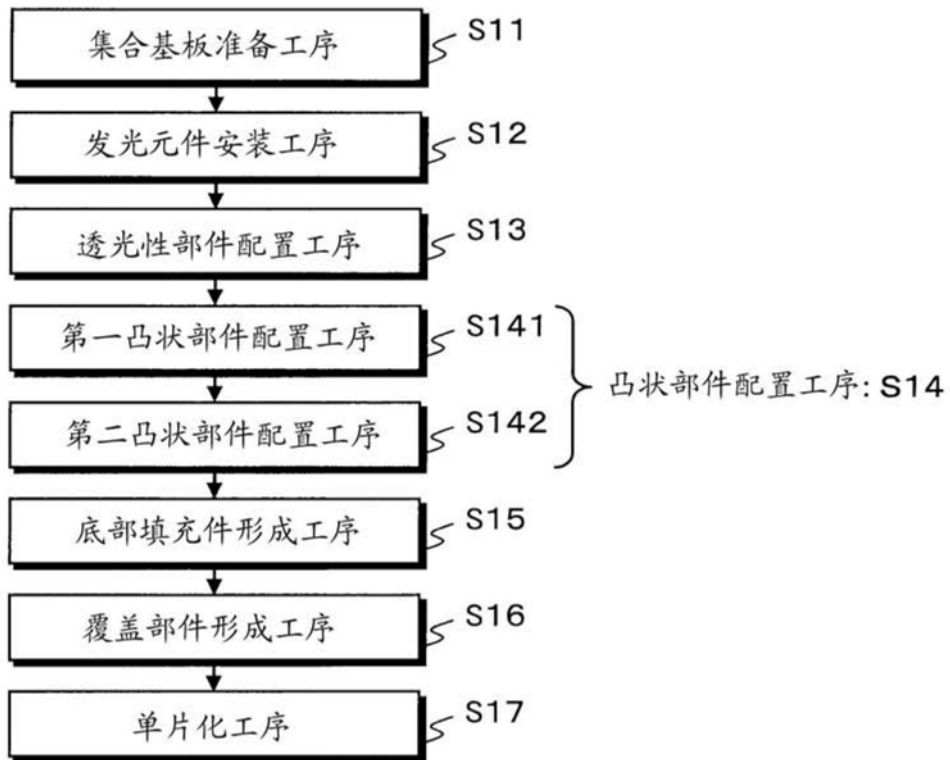 集合基板准备工序 S11
发光元件安装工序 S12
透光性部件配置工序 S13
第一凸状部件配置工序 S141
凸状部件配置工序: S14
第二凸状部件配置工序 S142
底部填充件形成工序 S15
覆盖部件形成工序 S16
单片化工序 S17